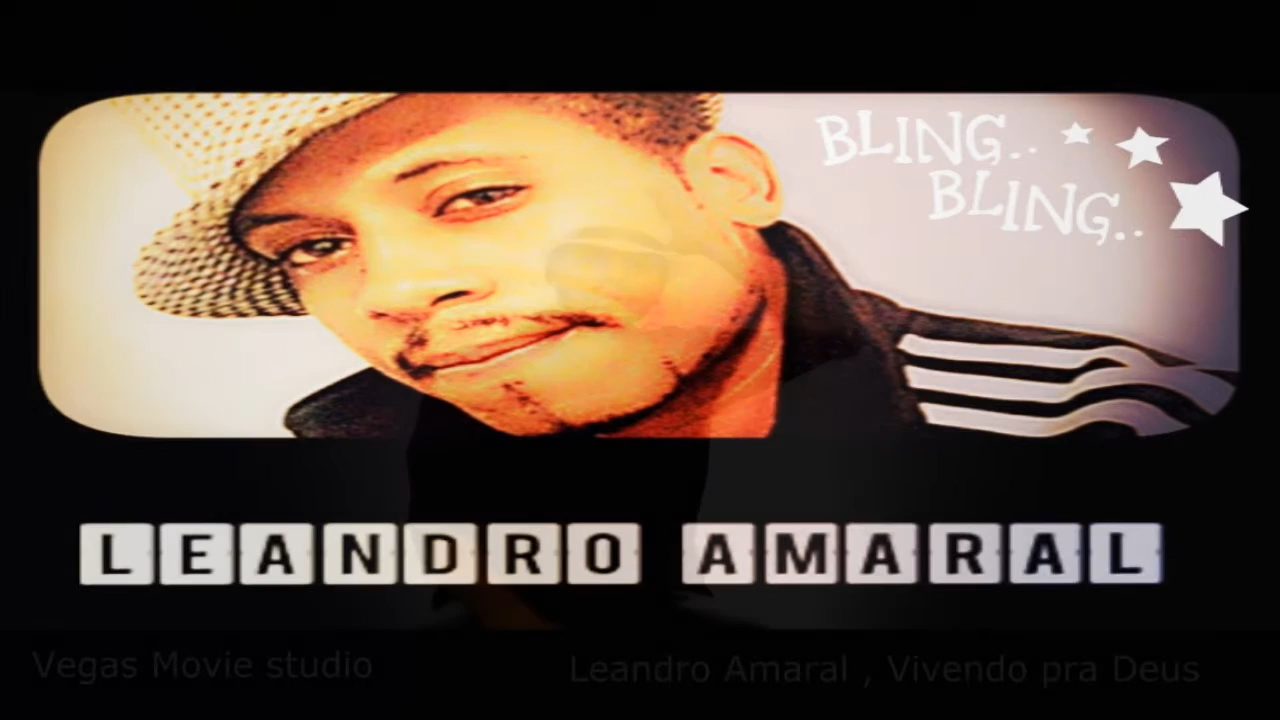 BLING..
BLING..
LEANDRO AMARAL
Vegas Movie studio
Leandro Amaral , Vivendo pra Deus